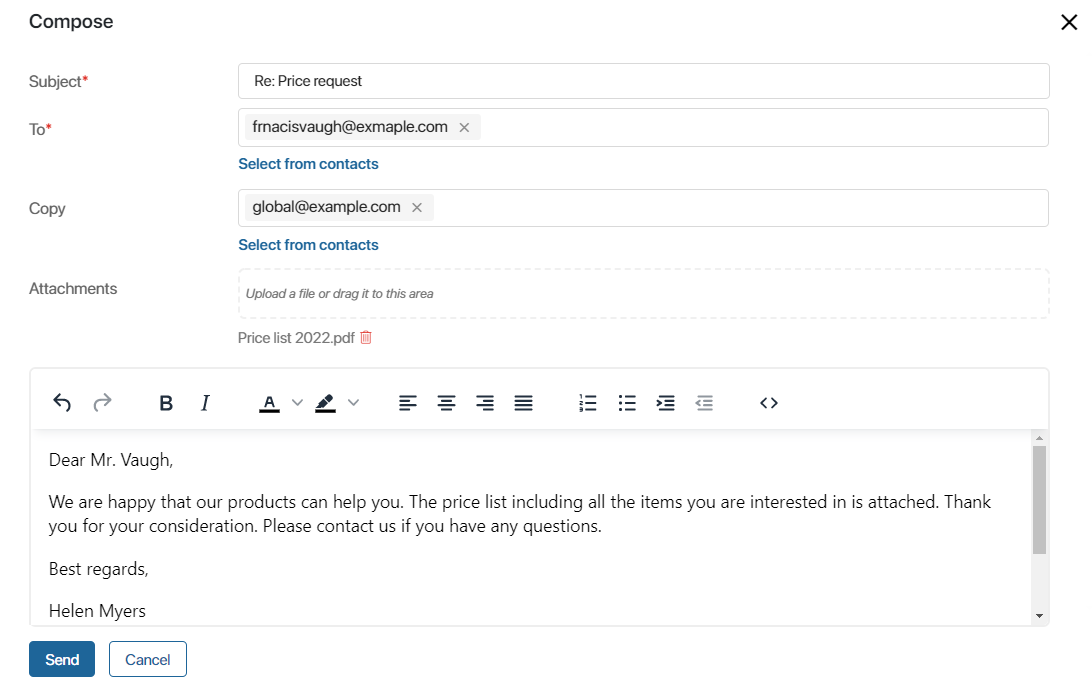 Compose
Subject*
Re: Price request
To*
frnacisvaugh@exmaple.com
Select from contacts
Copy
global@example.com
Select from contacts
Attachments
Upload a file or drag it to this area
Price list 2022.pdf
B I A
Dear Mr. Vaugh,
We are happy that our products can help you. The price list including all the items you are interested in is attached. Thank
you for your consideration. Please contact us if you have any questions.
Best regards,
Helen Myers
Send Cancel